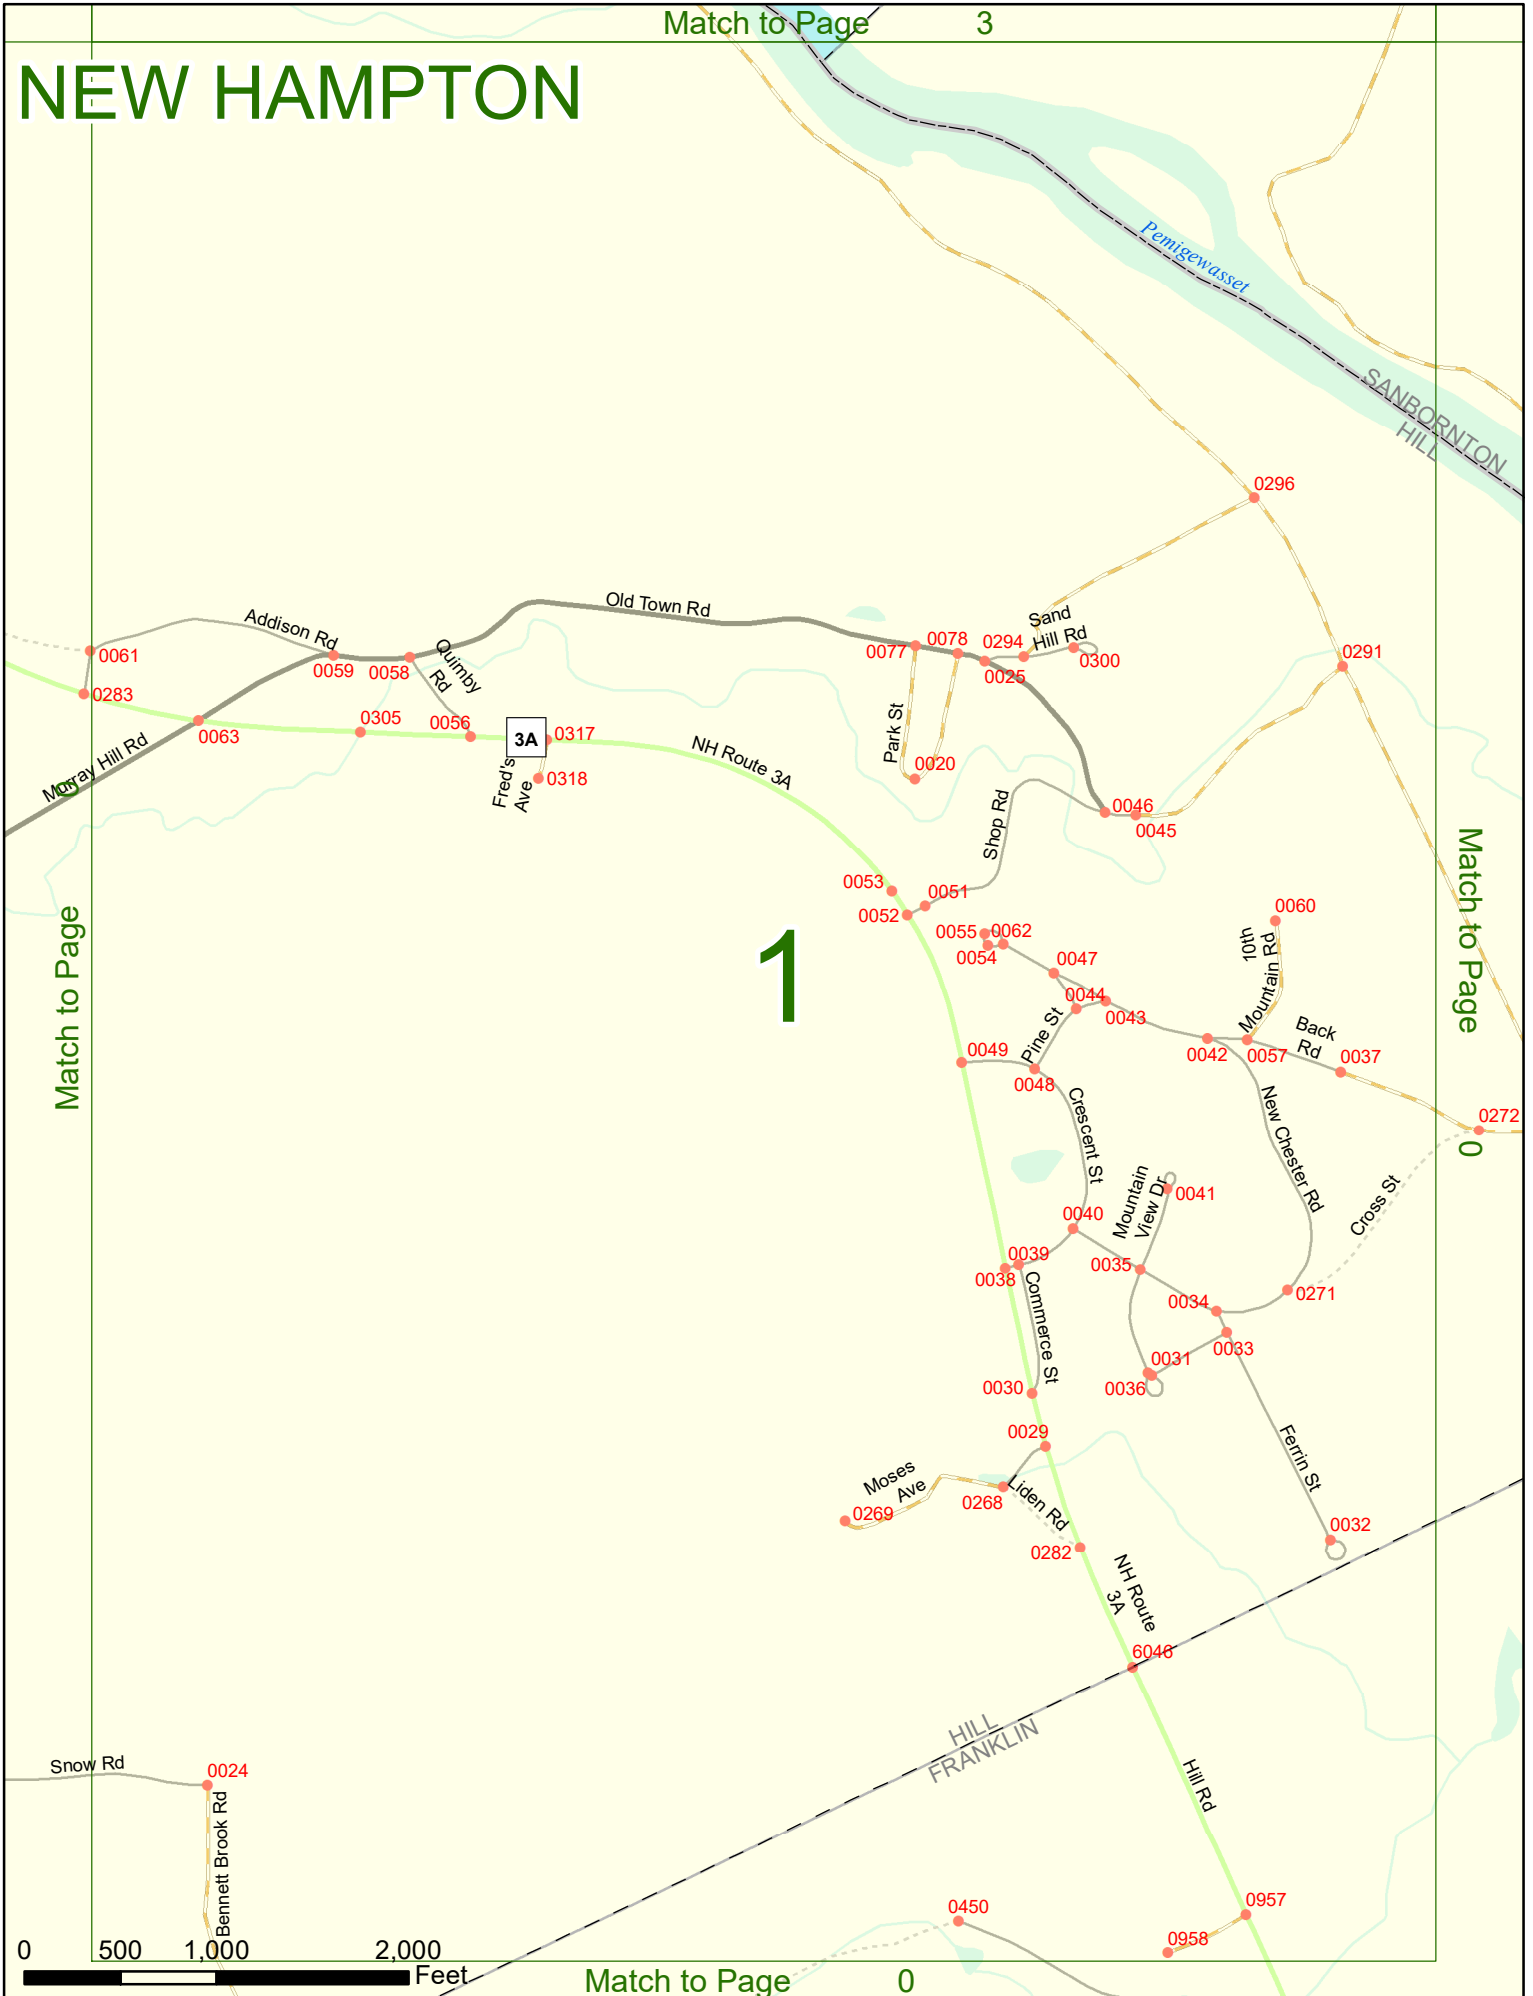 Match to Page 3
NEW HAMPTON
Pemigewasset
SANBORNTON
HILL
0296
Old Town Rd
Addison Rd
Sand
Hill Rd
0061
0059
0058
Quimby
Rd
0077
0078
0294
0025
0300
0291
0283
0063
0305
0056
3A
0317
NH Route 3A
Park St
0020
Murray Hill Rd
0
Fred's
Ave
0318
Shop Rd
0046
0045
Match to Page
0
0053
0051
0052
0055
0062
0054
0060
10th
Mountain Rd
Match to Page
1
0047
0044
0043
Pine St
0042
0057
Back
Rd
0037
0049
0048
Crescent St
New Chester Rd
0272
Cross St
Mountain
View Dr
0041
0040
0039
0038
0035
Commerce St
0034
0271
0033
0031
0036
0030
0029
Ferrin St
Moses
Ave
0269
0268
Liden Rd
0282
0032
NH Route
3A
6046
HILL
FRANKLIN
Snow Rd
0024
Bennett Brook Rd
Hill Rd
0450
0957
0958
0 500 1,000 2,000
Feet
Match to Page 0